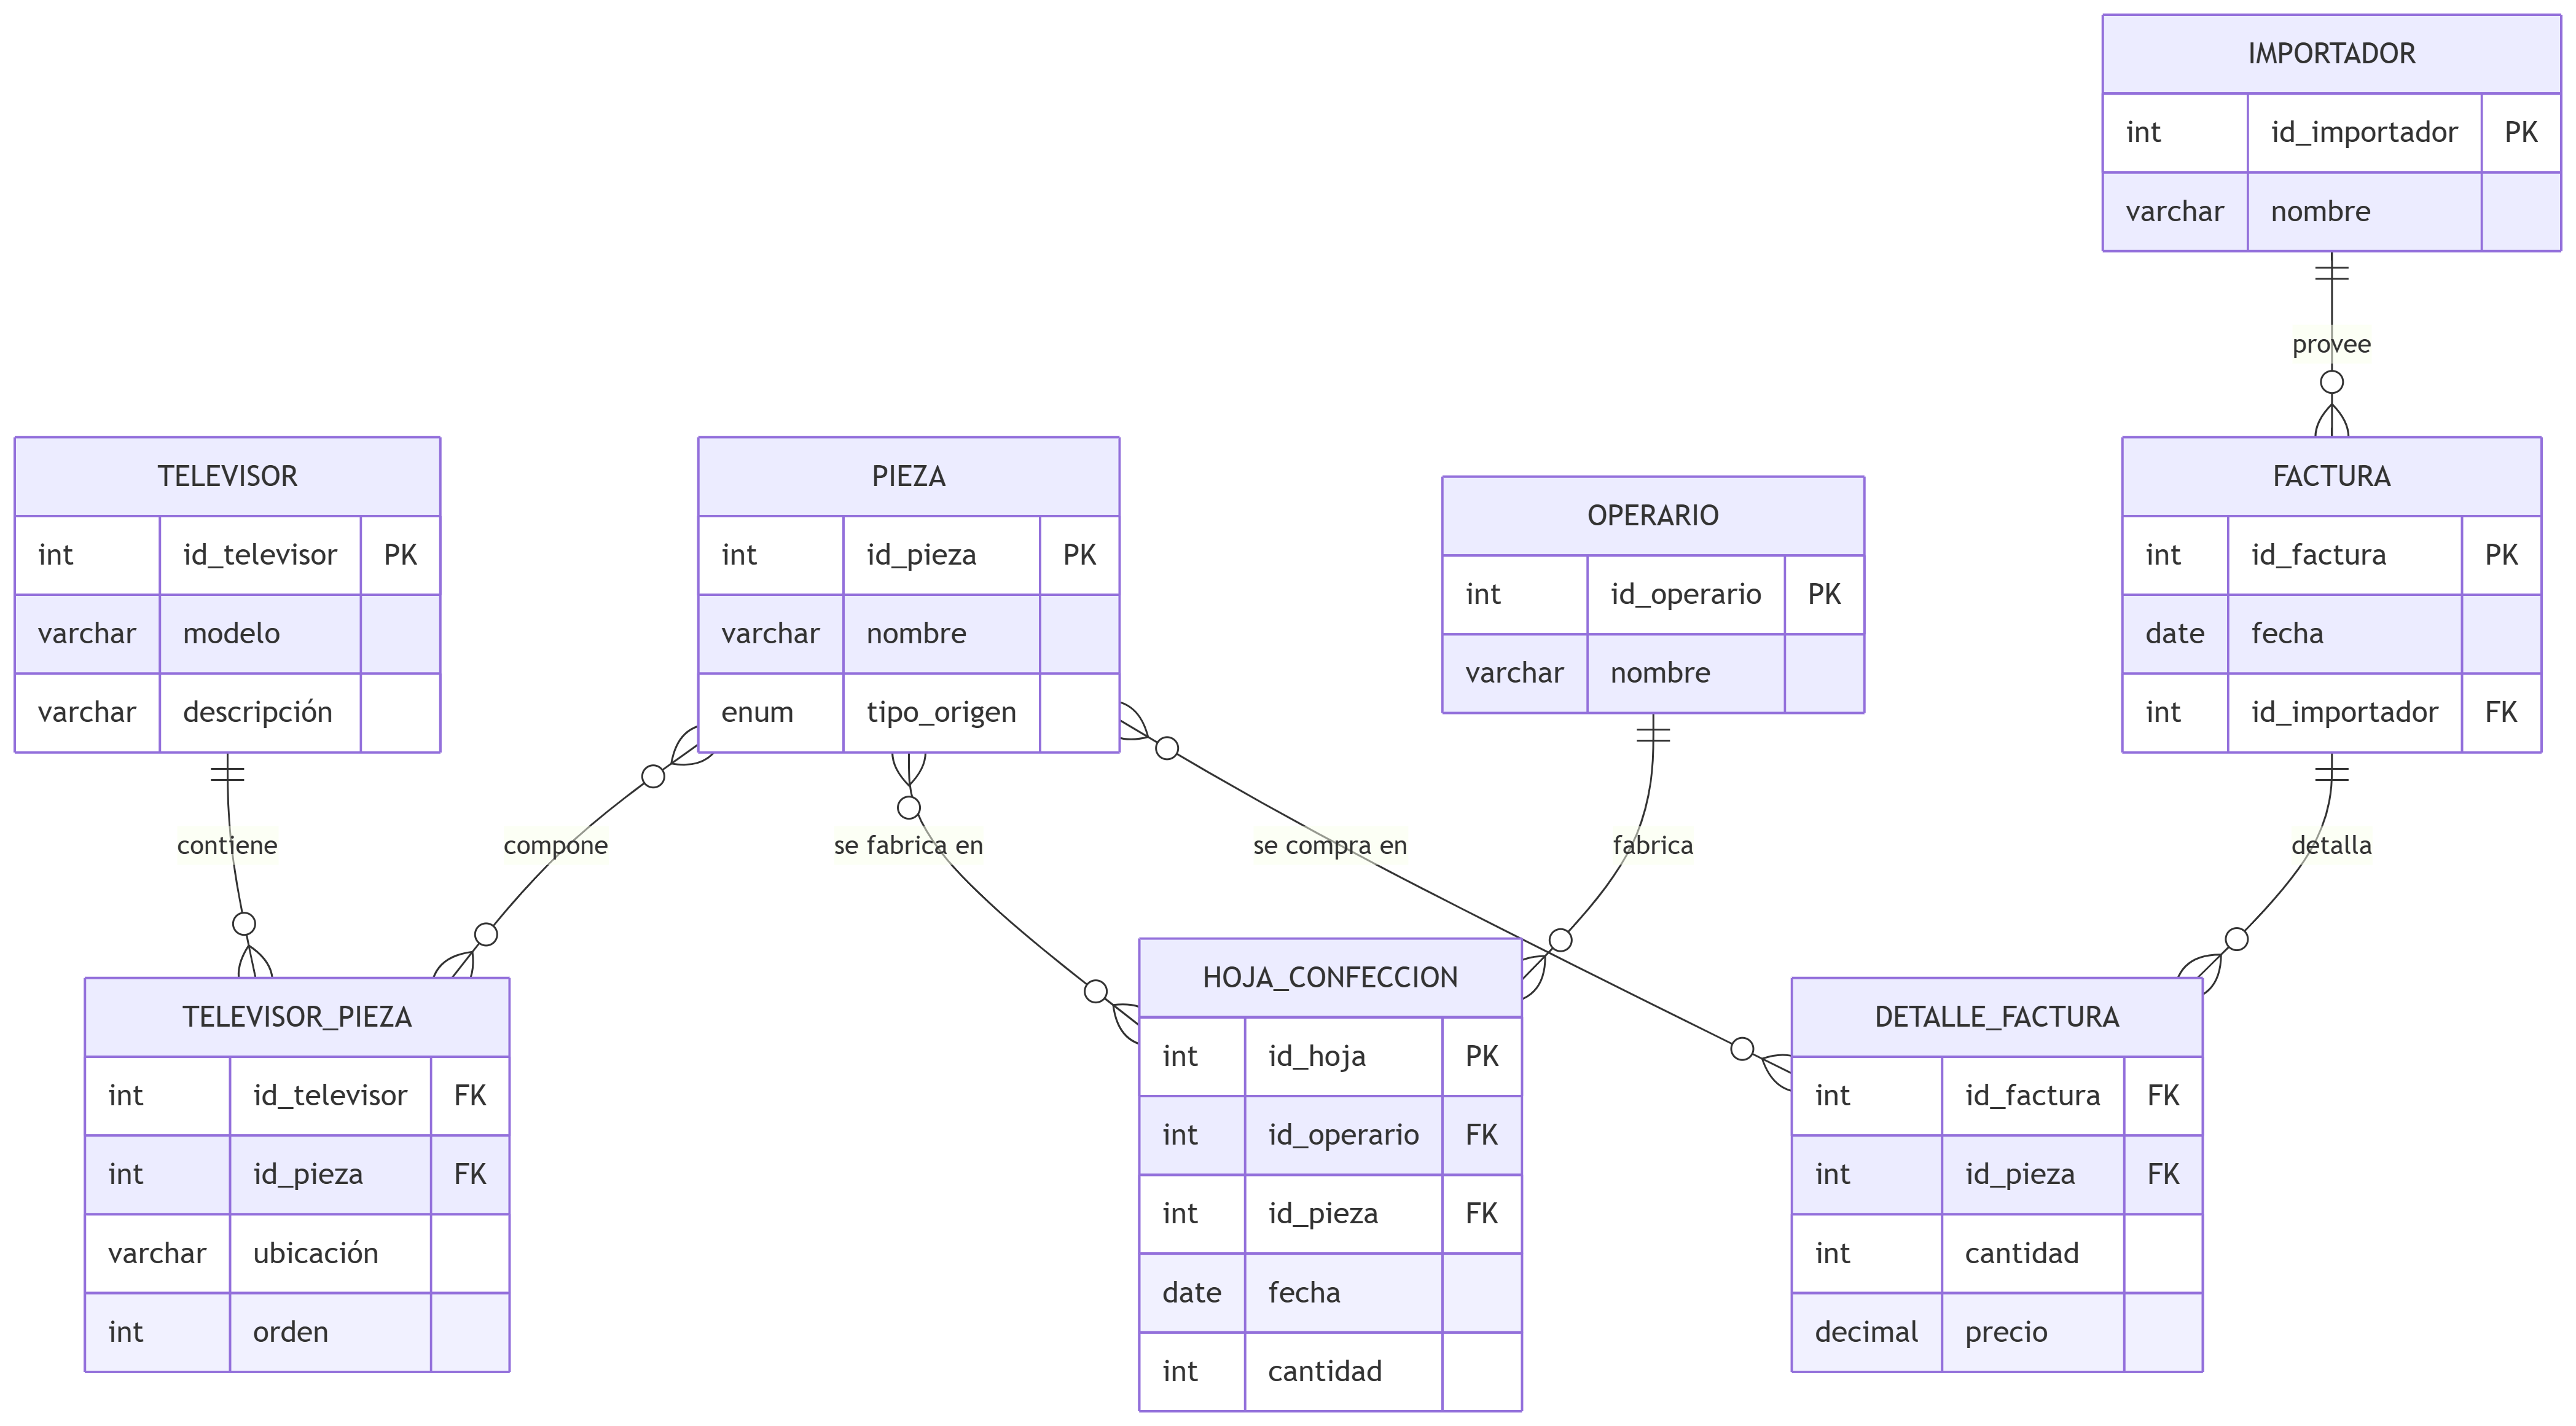 IMPORTADOR
int id_importador PK
varchar nombre
provee
TELEVISOR
int id_televisor PK
varchar modelo
varchar descripción
PIEZA
int id_pieza PK
varchar nombre
enum tipo_origen
OPERARIO
int id_operario PK
varchar nombre
FACTURA
int id_factura PK
date fecha
int id_importador FK
contiene
compone
se fabrica en
se compra en
fabrica
detalla
TELEVISOR_PIEZA
int id_televisor FK
int id_pieza FK
varchar ubicación
int orden
HOJA_CONFECCION
int id_hoja PK
int id_operario FK
int id_pieza FK
date fecha
int cantidad
DETALLE_FACTURA
int id_factura FK
int id_pieza FK
int cantidad
decimal precio